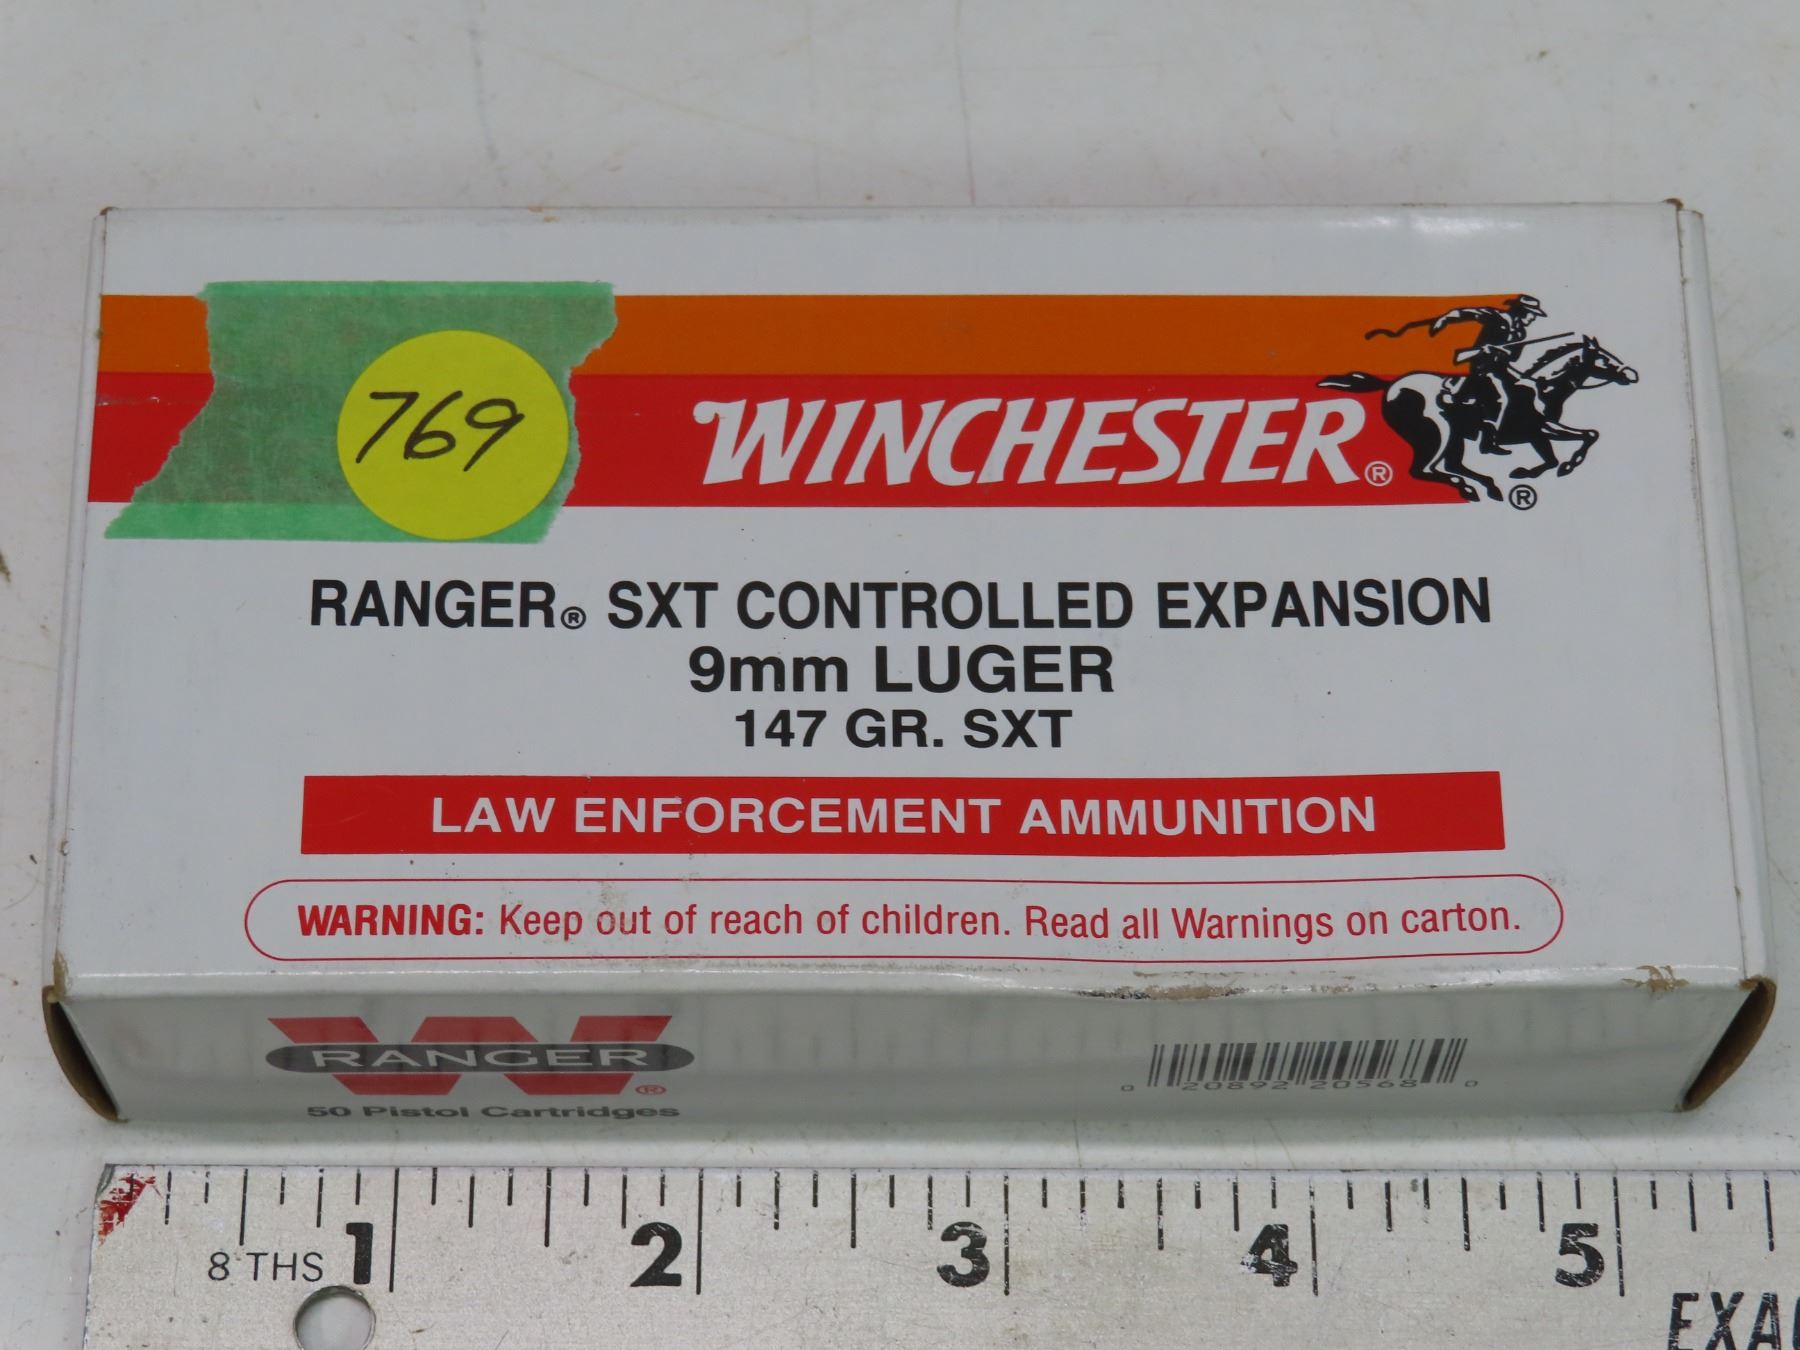 769
WINCHESTER®
®
RANGER® SXT CONTROLLED EXPANSION
9mm LUGER
147 GR. SXT
LAW ENFORCEMENT AMMUNITION
WARNING: Keep out of reach of children. Read all Warnings on carton.
W
RANGER
®
50 Pistol Cartridges
0 20892 20568 0
8 THS 1 2 3 4 5
EXA